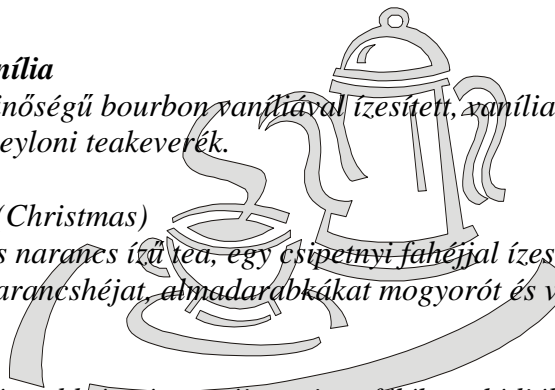 nília
inőségű bourbon vaníliával ízesített, vanília
eyloni teakeverék.
(Christmas)
s narancs ízű tea, egy csipetnyi fahéjjal ízes
arancshéjat, almadarabkákat mogyorót és v